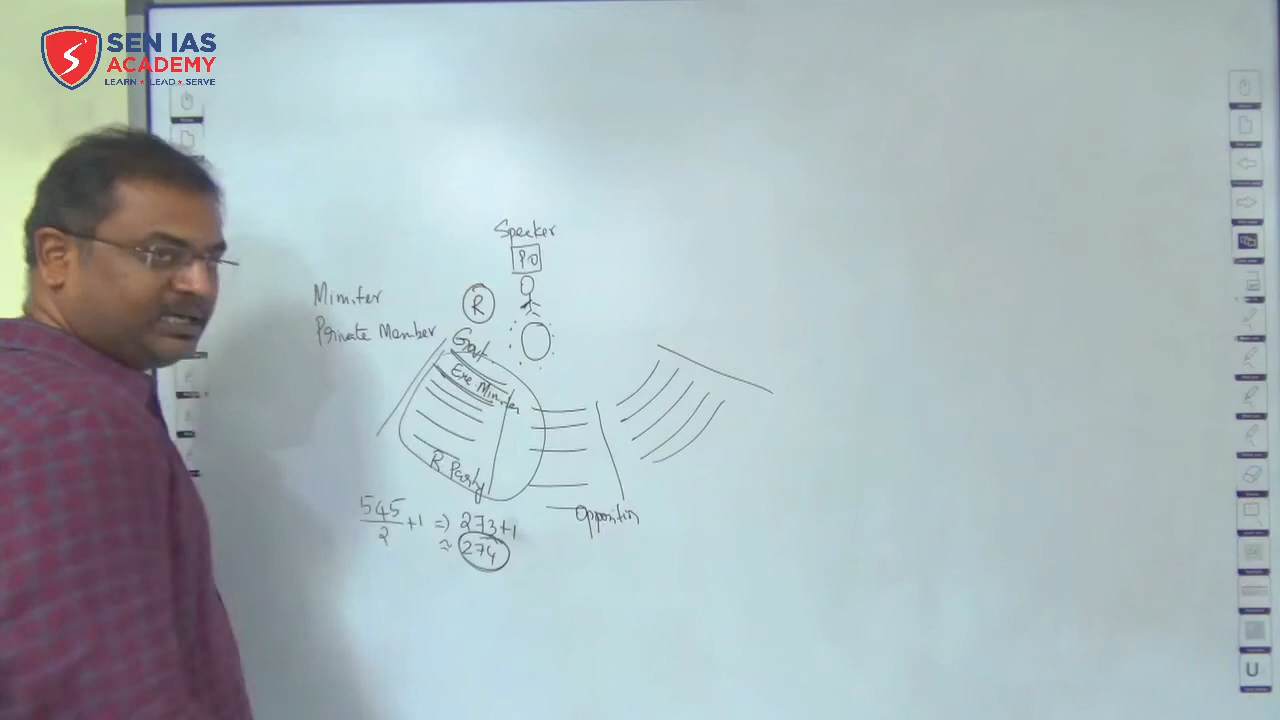 SEN IAS
ACADEMY
LEARN ★ LEAD ★ SERVE
Speaker
PO
R
Minister
Private Member
Govt.
Exe Minister
R Party
Opposition
545/2 +1 => 273+1
≈ 274
U